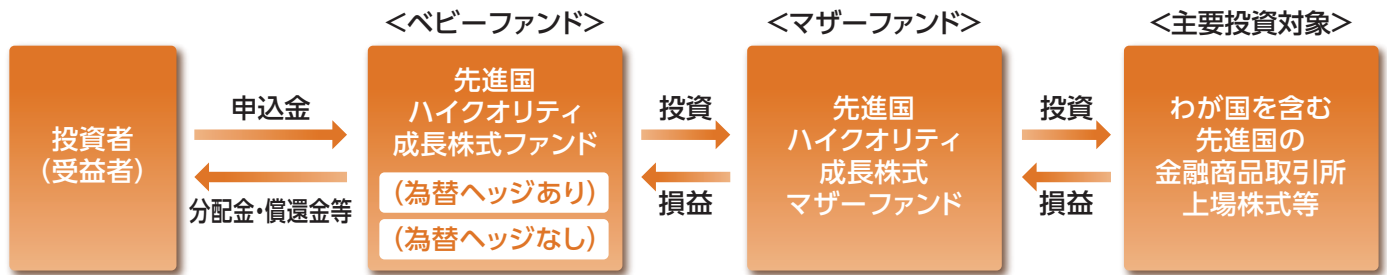 <ベビーファンド>
<マザーファンド>
<主要投資対象>
投資者
(受益者)
申込金
分配金・償還金等
先進国
ハイクオリティ
成長株式ファンド
(為替ヘッジあり)
(為替ヘッジなし)
投資
損益
先進国
ハイクオリティ
成長株式
マザーファンド
投資
損益
わが国を含む
先進国の
金融商品取引所
上場株式等